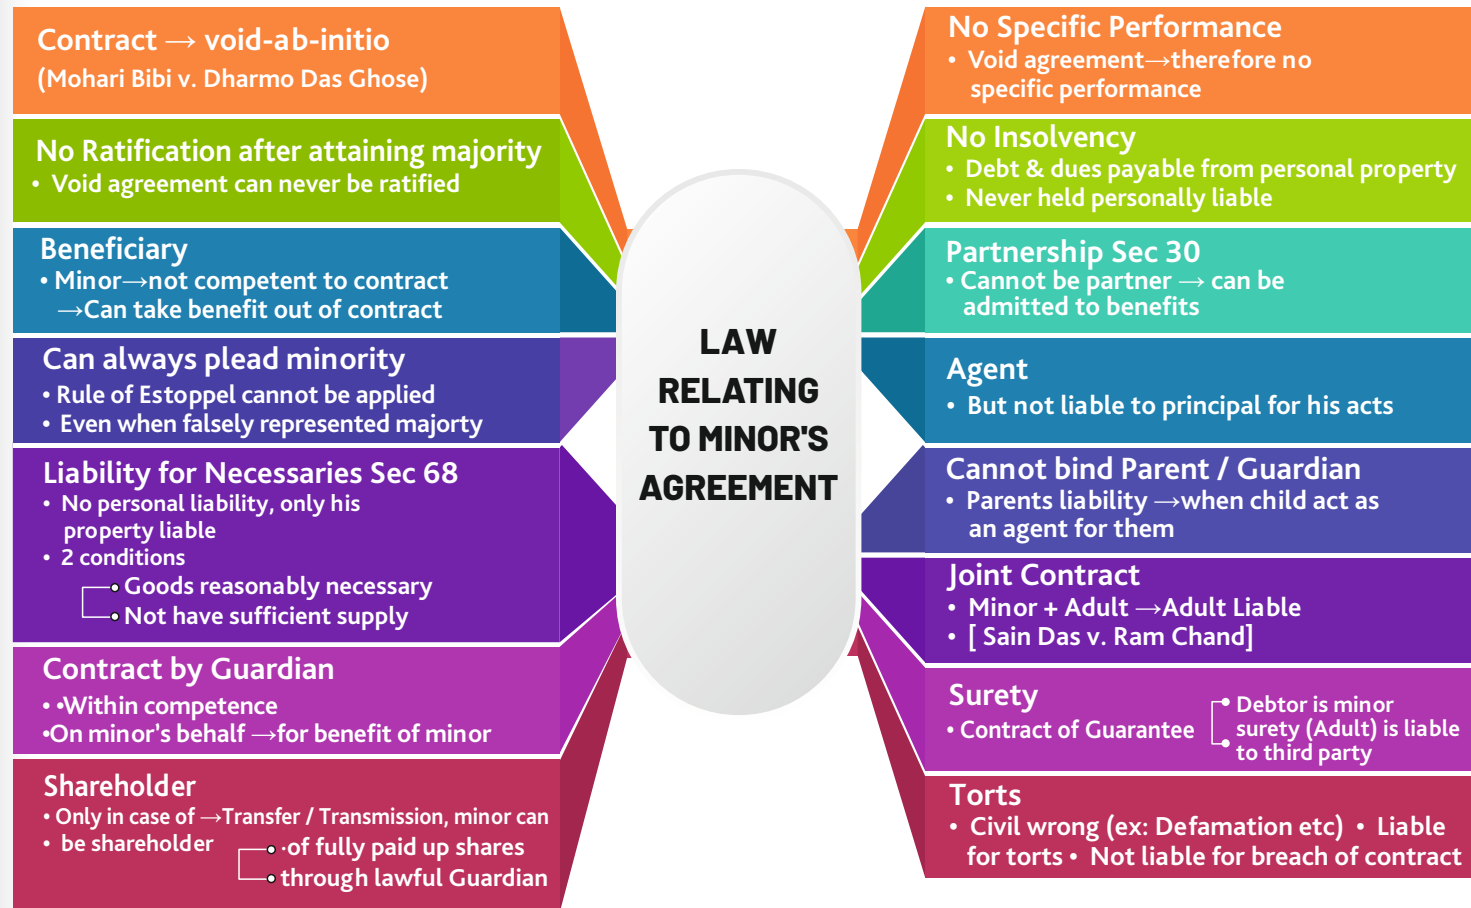 Contract → void-ab-initio
(Mohari Bibi v. Dharmo Das Ghose)
No Ratification after attaining majority
• Void agreement can never be ratified
Beneficiary
• Minor→not competent to contract
→Can take benefit out of contract
Can always plead minority
• Rule of Estoppel cannot be applied
• Even when falsely represented majorty
Liability for Necessaries Sec 68
• No personal liability, only his
property liable
• 2 conditions
Goods reasonably necessary
Not have sufficient supply
Contract by Guardian
• •Within competence
•On minor's behalf →for benefit of minor
Shareholder
• Only in case of →Transfer / Transmission, minor can
• be shareholder
·of fully paid up shares
through lawful Guardian
LAW
RELATING
TO MINOR'S
AGREEMENT
No Specific Performance
• Void agreement→therefore no
specific performance
No Insolvency
• Debt & dues payable from personal property
• Never held personally liable
Partnership Sec 30
• Cannot be partner → can be
admitted to benefits
Agent
• But not liable to principal for his acts
Cannot bind Parent / Guardian
• Parents liability →when child act as
an agent for them
Joint Contract
• Minor + Adult →Adult Liable
• [ Sain Das v. Ram Chand]
Surety
• Contract of Guarantee
Debtor is minor
surety (Adult) is liable
to third party
Torts
• Civil wrong (ex: Defamation etc) • Liable
for torts • Not liable for breach of contract